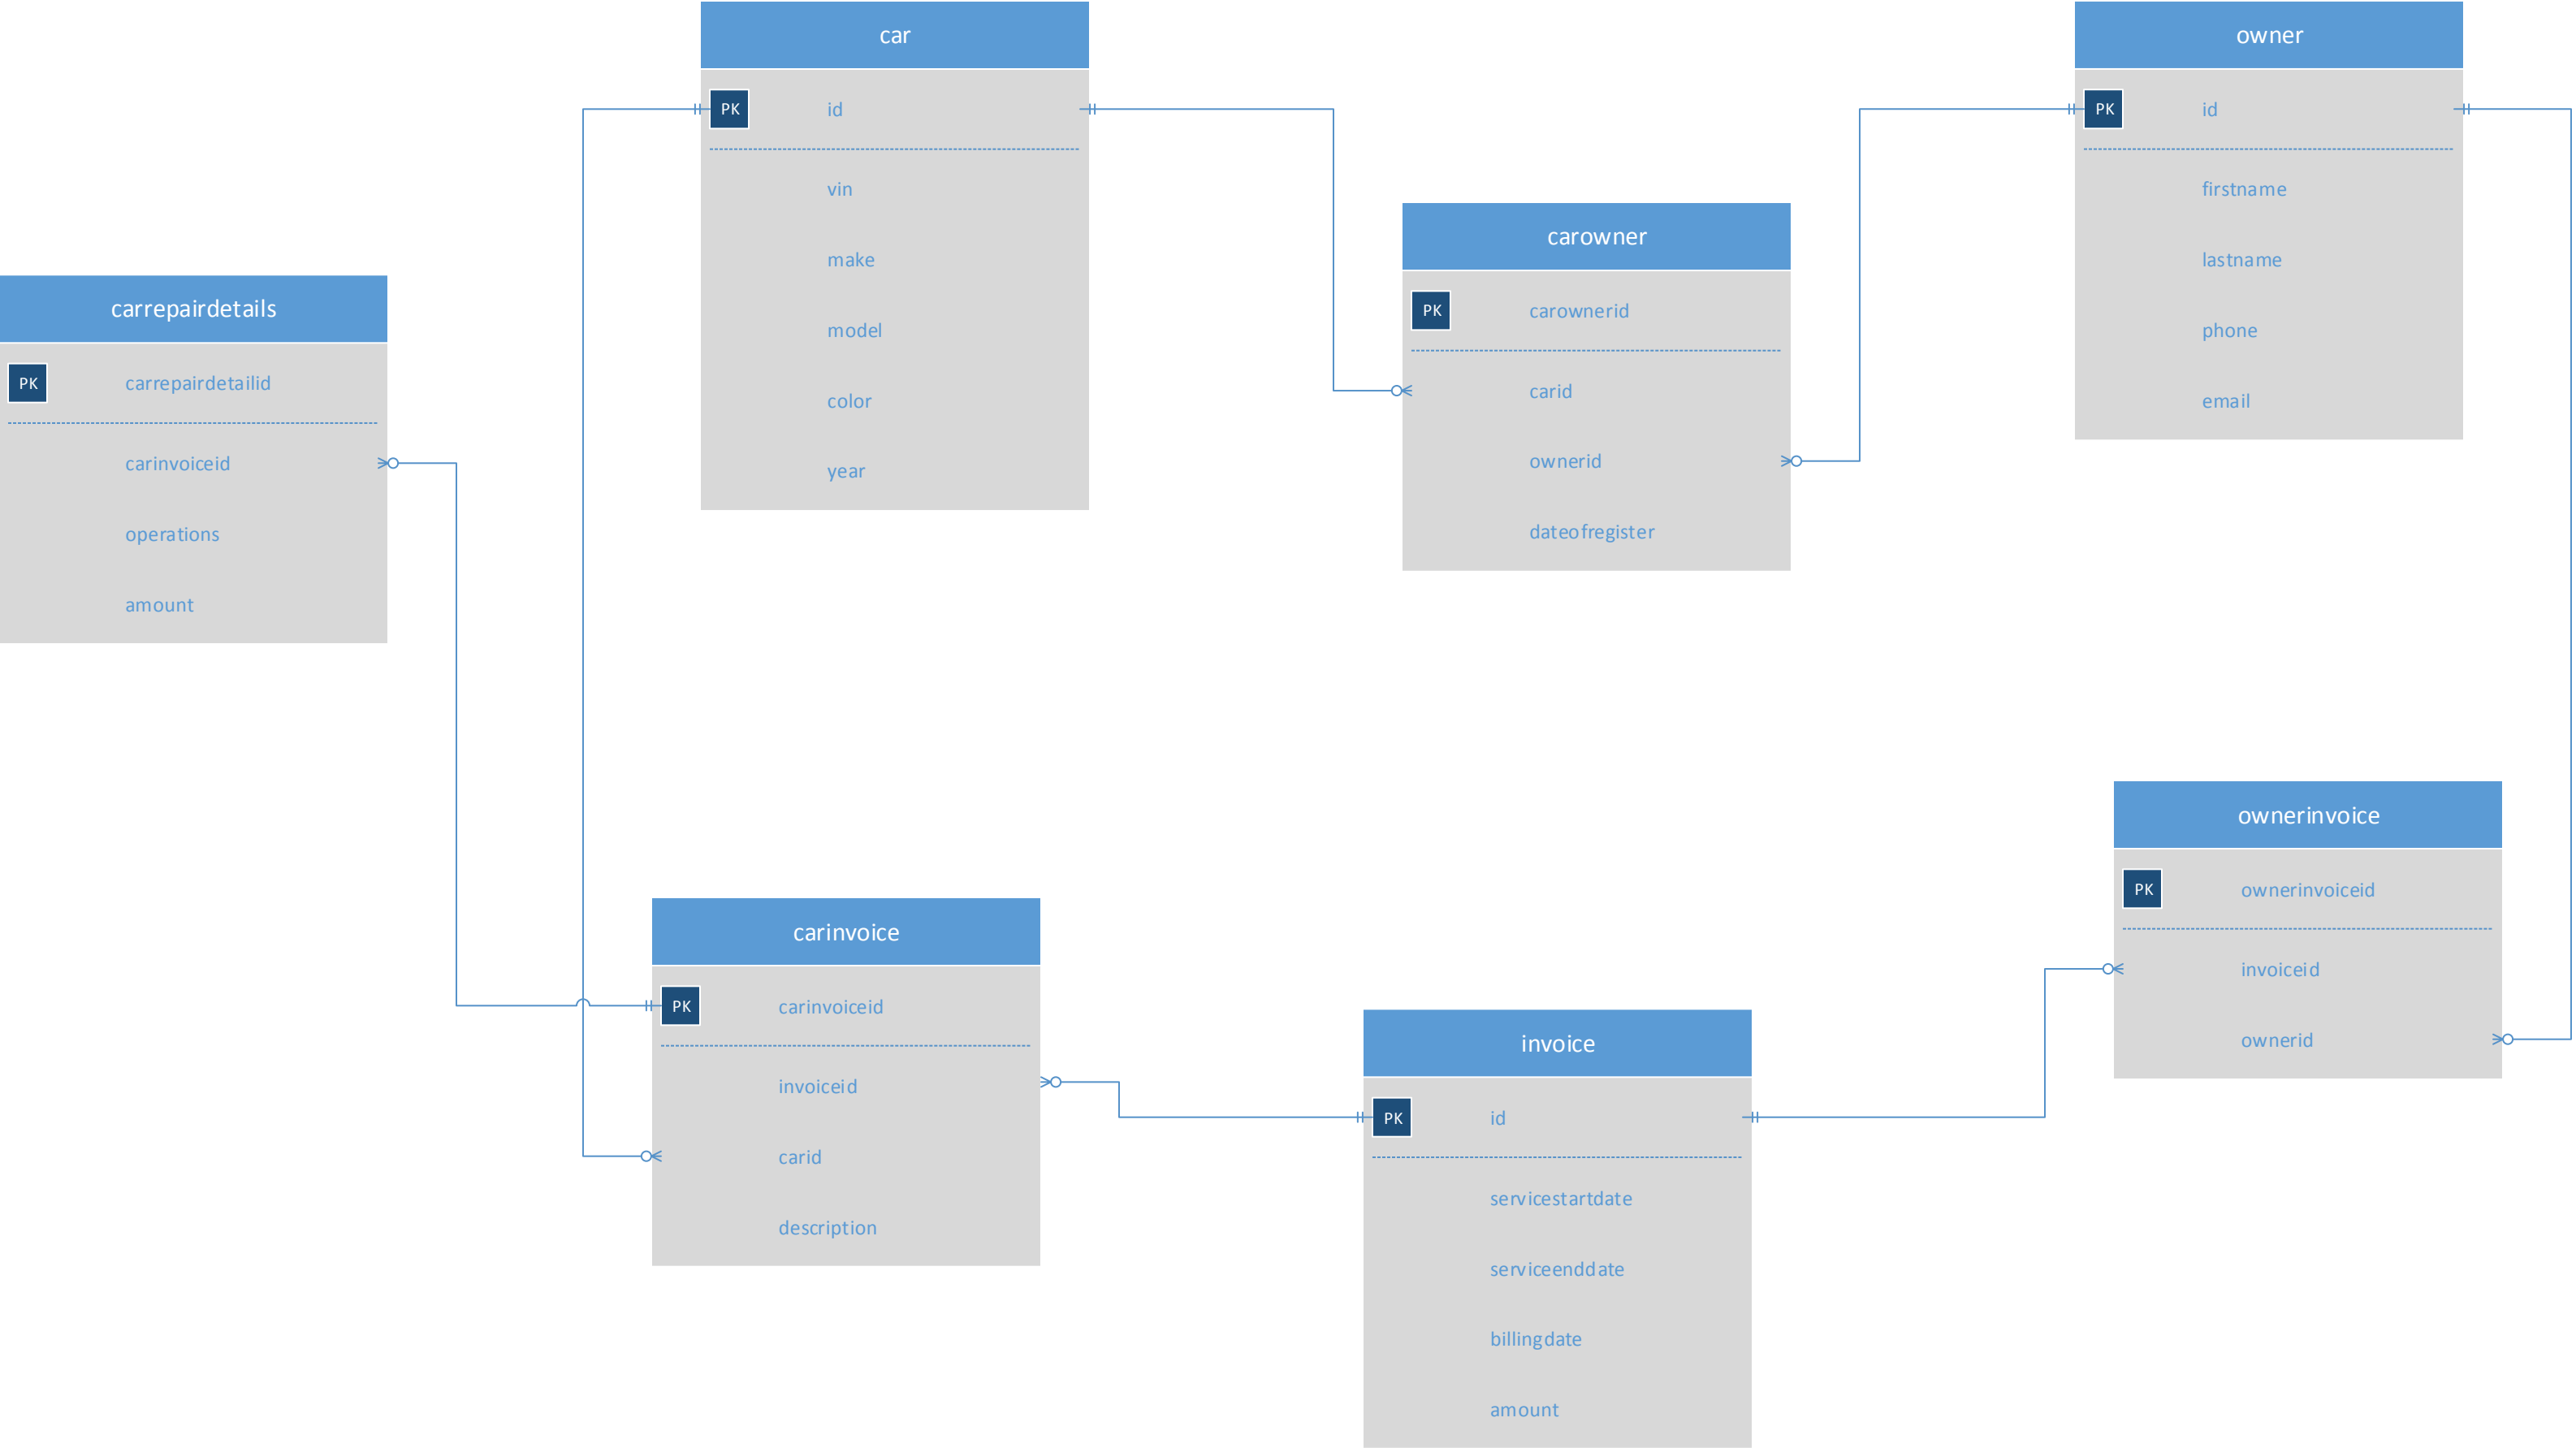 car
PK id
vin
make
model
color
year
owner
PK id
firstname
lastname
phone
email
carowner
PK carownerid
carid
ownerid
dateofregister
carrepairdetails
PK carrepairdetailid
carinvoiceid
operations
amount
ownerinvoice
PK ownerinvoiceid
invoiceid
ownerid
carinvoice
PK carinvoiceid
invoiceid
carid
description
invoice
PK id
servicestartdate
serviceenddate
billingdate
amount